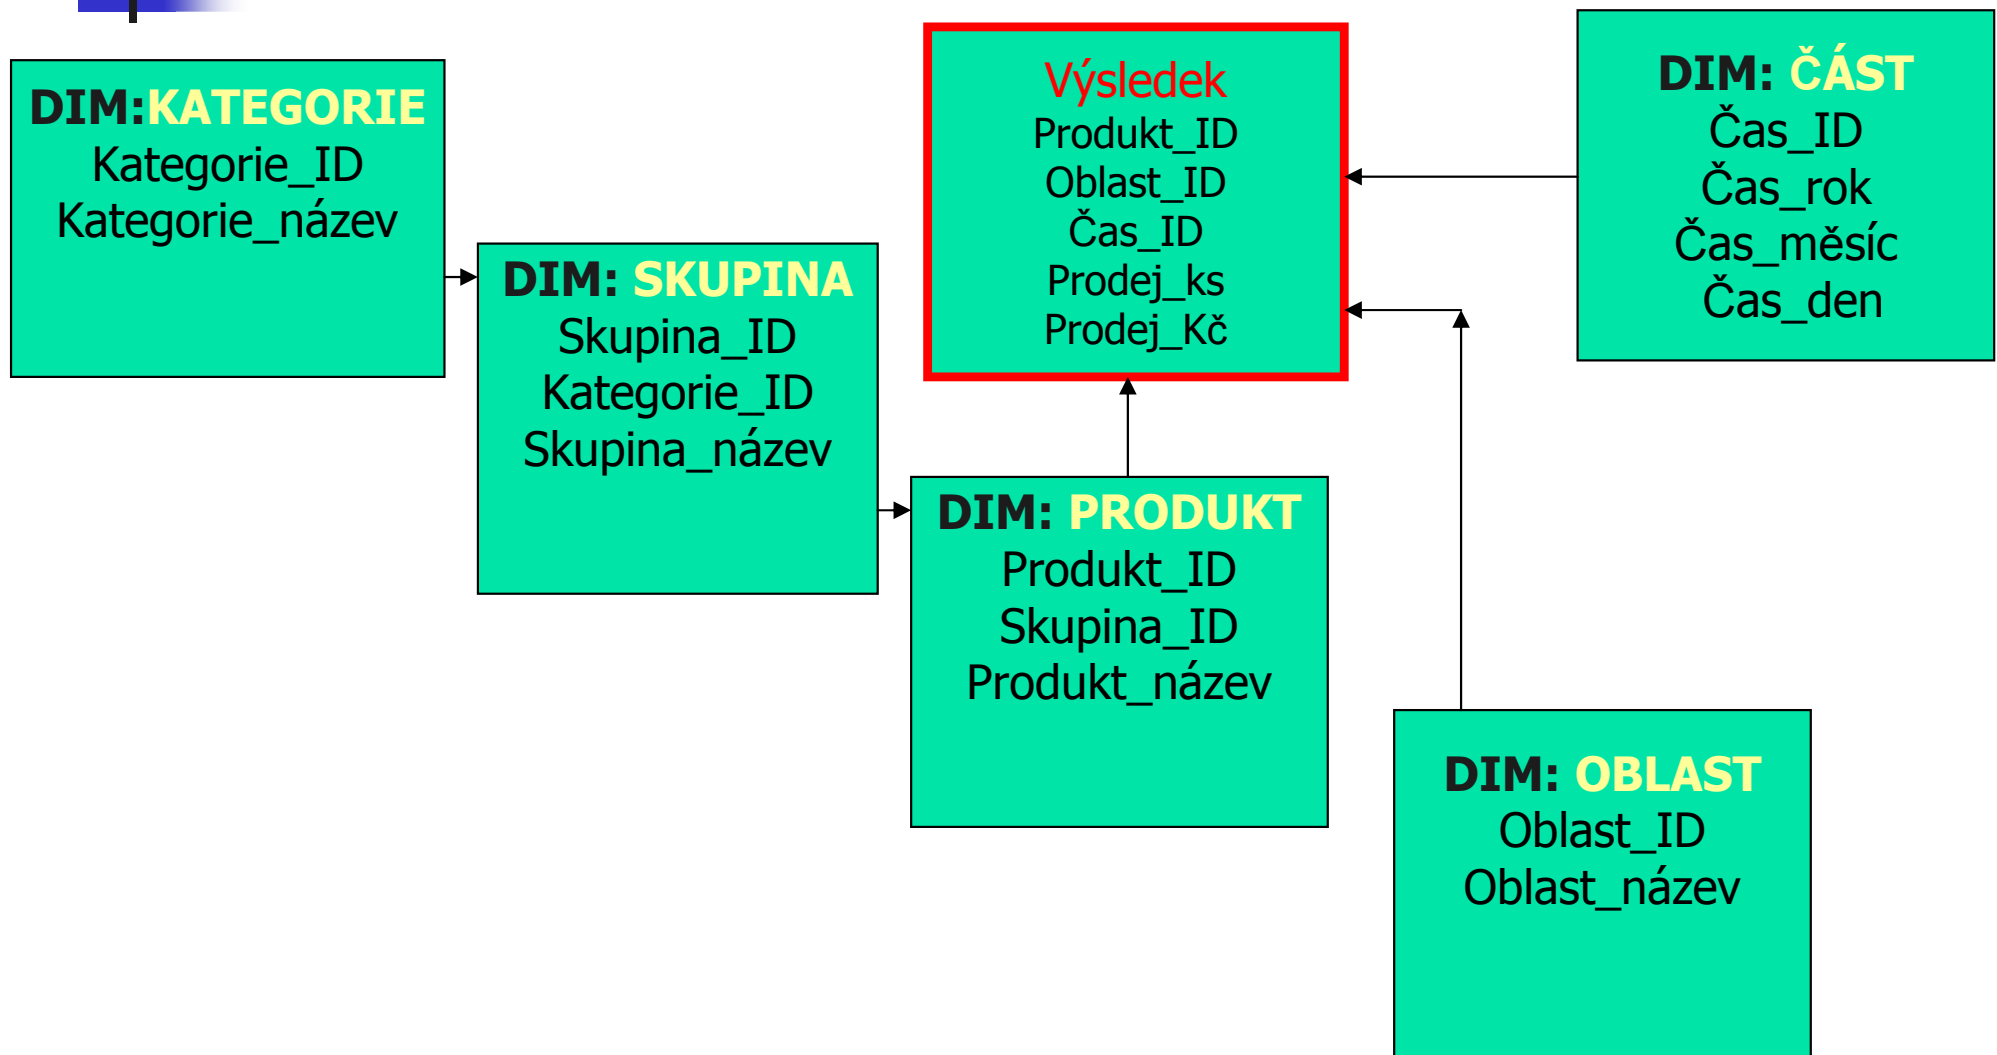 DIM:KATEGORIE
Kategorie_ID
Kategorie_název
DIM: SKUPINA
Skupina_ID
Kategorie_ID
Skupina_název
Výsledek
Produkt_ID
Oblast_ID
Čas_ID
Prodej_ks
Prodej_Kč
DIM: PRODUKT
Produkt_ID
Skupina_ID
Produkt_název
DIM: ČÁST
Čas_ID
Čas_rok
Čas_měsíc
Čas_den
DIM: OBLAST
Oblast_ID
Oblast_název